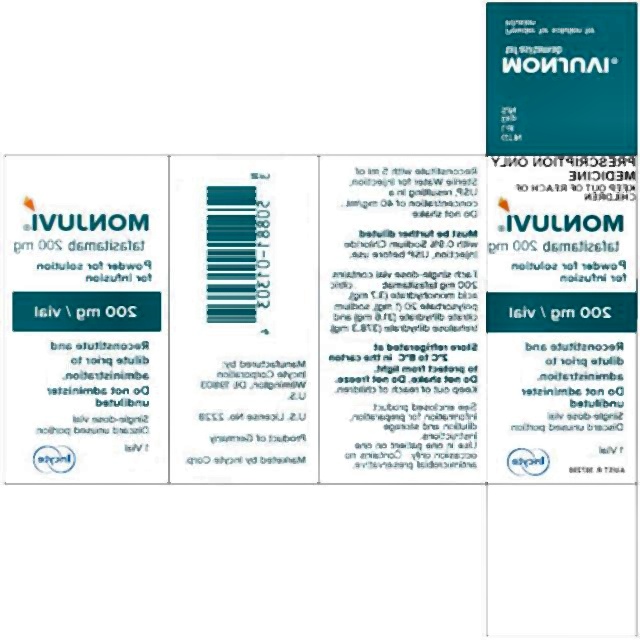 MONJUVI®
PRESCRIPTION ONLY
MEDICINE
KEEP OUT OF REACH OF
CHILDREN
MONJUVI®
tafasitamab 200 mg
Powder for solution
for infusion
200 mg / vial
Reconstitute and
dilute prior to
administration.
Do not administer
undiluted
Single-dose vial
Discard unused portion
1 Vial
Incyte
Reconstitute with 5 ml of
Sterile Water for Injection,
USP, resulting in a
concentration of 40 mg/mL.
Do not shake
Must be further diluted
with 0.9% Sodium Chloride
Injection, USP before use.
Each single-dose vial contains
200 mg tafasitamab, citric
acid monohydrate (3.7 mg),
polysorbate 20 (1 mg), sodium
citrate dihydrate (31.6 mg) and
trehalose dihydrate (378.3 mg).
Store refrigerated at
2°C to 8°C in the carton
to protect from light.
Do not shake. Do not freeze.
Keep out of reach of children.
See enclosed product
information for preparation,
dilution and storage
instructions.
Use in one patient on one
occasion only. Contains no
antimicrobial preservative.
50881-01303
Manufactured by:
Incyte Corporation
Wilmington, DE 19803
U.S.
U.S. License No. 2228
Product of Germany
Marketed by Incyte Corp.
MONJUVI®
tafasitamab 200 mg
Powder for solution
for infusion
200 mg / vial
Reconstitute and
dilute prior to
administration.
Do not administer
undiluted
Single-dose vial
Discard unused portion
1 Vial
Incyte